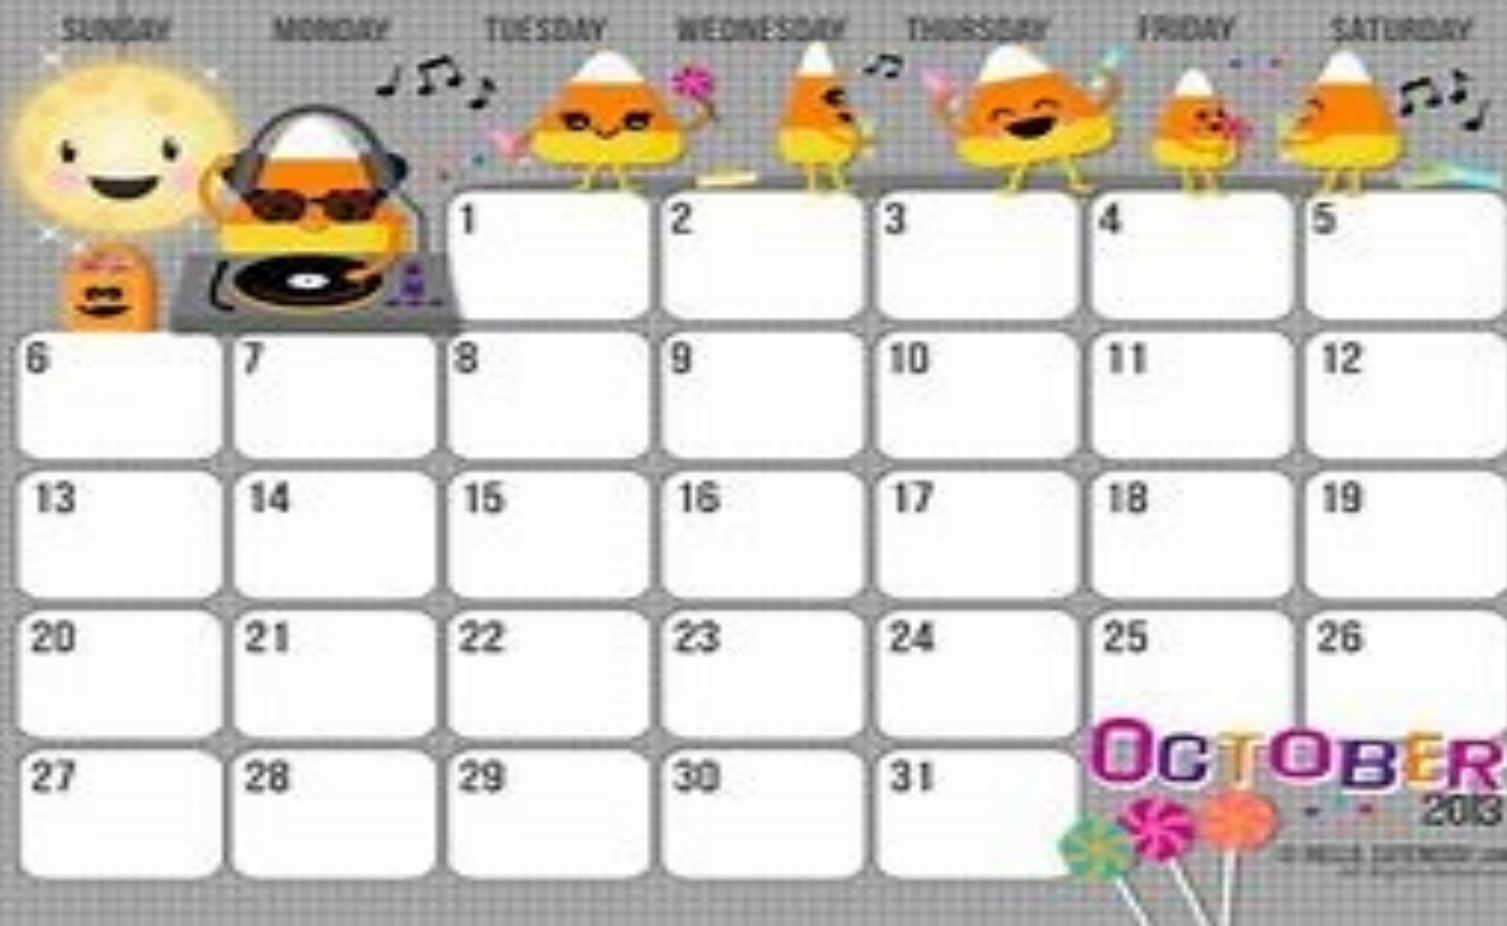 SUNDAY MONDAY TUESDAY WEDNESDAY THURSDAY FRIDAY SATURDAY
1 2 3 4 5
6 7 8 9 10 11 12
13 14 15 16 17 18 19
20 21 22 23 24 25 26
27 28 29 30 31
OCTOBER
2013